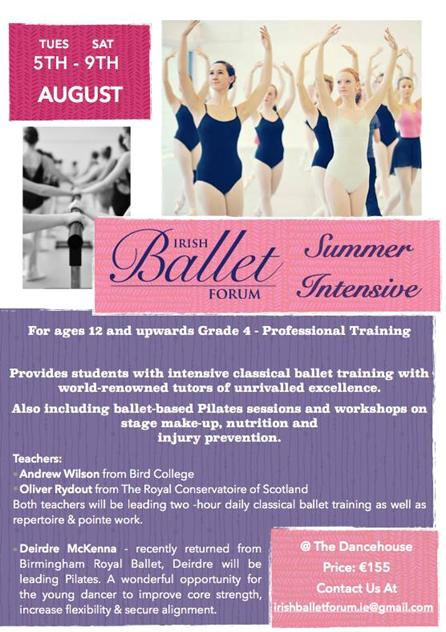 TUES SAT
5TH - 9TH
AUGUST
IRISH
Ballet
FORUM
Summer
Intensive
For ages 12 and upwards Grade 4 - Professional Training
Provides students with intensive classical ballet training with
world-renowned tutors of unrivalled excellence.
Also including ballet-based Pilates sessions and workshops on
stage make-up, nutrition and
injury prevention.
Teachers:
• Andrew Wilson from Bird College
• Oliver Rydout from The Royal Conservatoire of Scotland
Both teachers will be leading two -hour daily classical ballet training as well as
repertoire & pointe work.
• Deirdre McKenna - recently returned from
Birmingham Royal Ballet, Deirdre will be
leading Pilates. A wonderful opportunity for
the young dancer to improve core strength,
increase flexibility & secure alignment.
@ The Dancehouse
Price: €155
Contact Us At
irishballetforum.ie@gmail.com